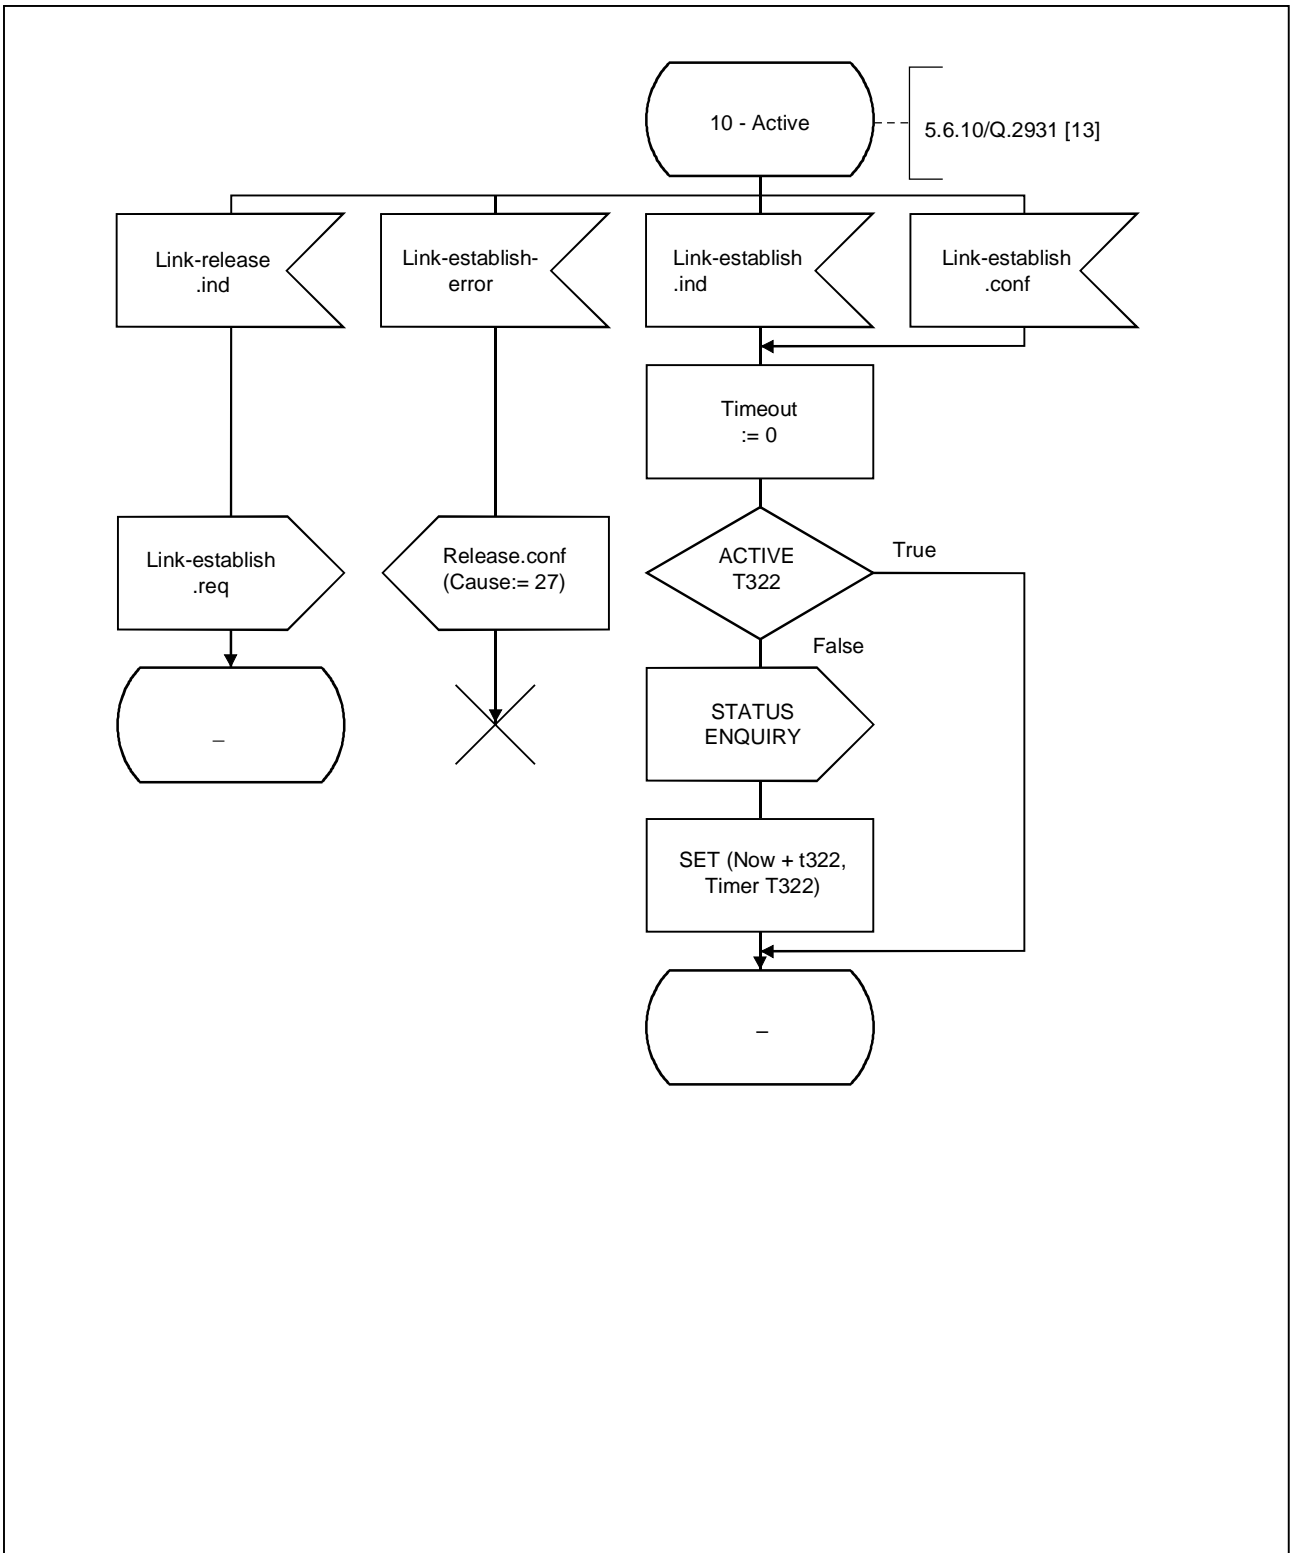 10 - Active
5.6.10/Q.2931 [13]
Link-release
.ind
Link-establish-
error
Link-establish
.ind
Link-establish
.conf
Timeout
:= 0
Link-establish
.req
Release.conf
(Cause:= 27)
ACTIVE
T322
True
False
STATUS
ENQUIRY
_
SET (Now + t322,
Timer T322)
_